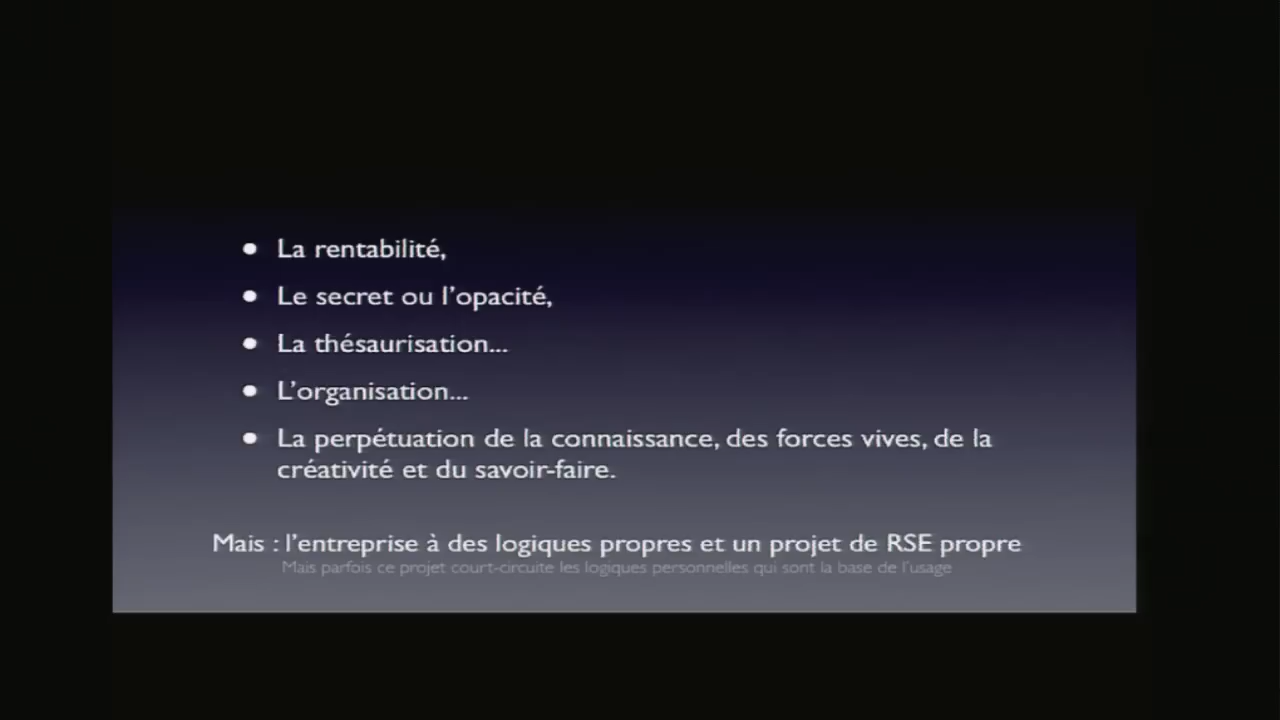 • La rentabilité,
• Le secret ou l'opacité,
• La thésaurisation...
• L'organisation...
• La perpétuation de la connaissance, des forces vives, de la
créativité et du savoir-faire.
Mais : l'entreprise à des logiques propres et un projet de RSE propre
Mais parfois ce projet court-circuite les logiques personnelles qui sont la base de l'usage